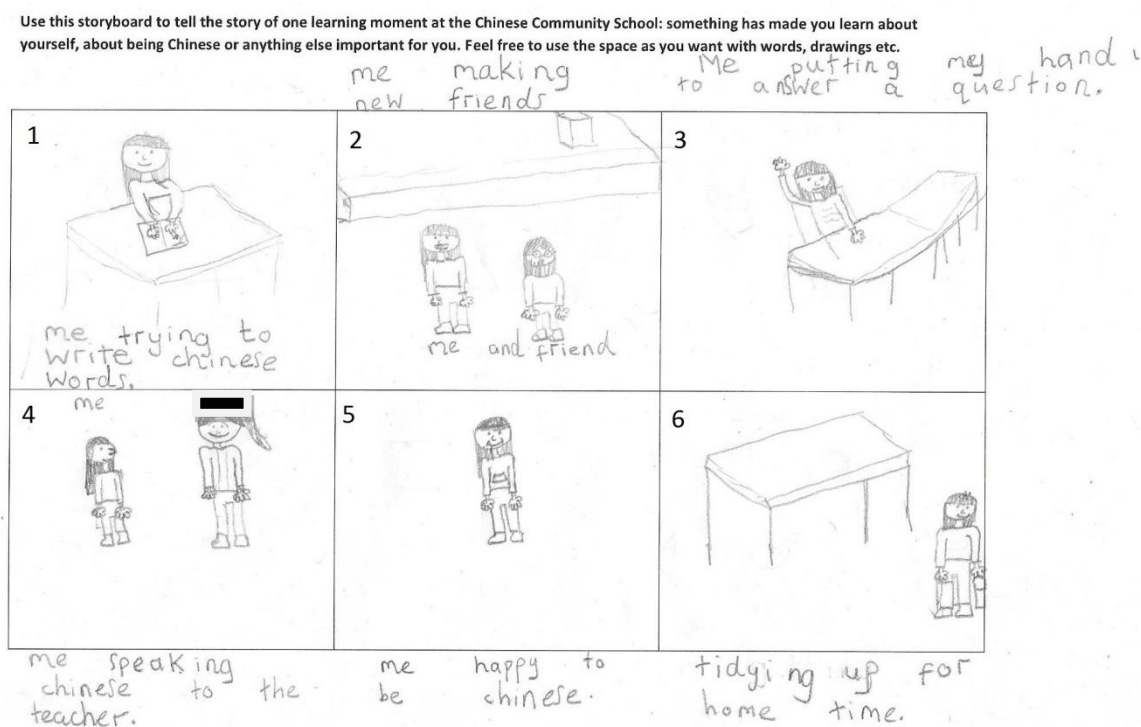 Use this storyboard to tell the story of one learning moment at the Chinese Community School: something has made you learn about
yourself, about being Chinese or anything else important for you. Feel free to use the space as you want with words, drawings etc.
me making
new friends
Me putting my hand
to answer a question.
1
me trying to
write chinese
words.
2
me and friend
3
4
me
me speaking
chinese to the
teacher.
5
me happy to
be chinese.
6
tidying up for
home time.